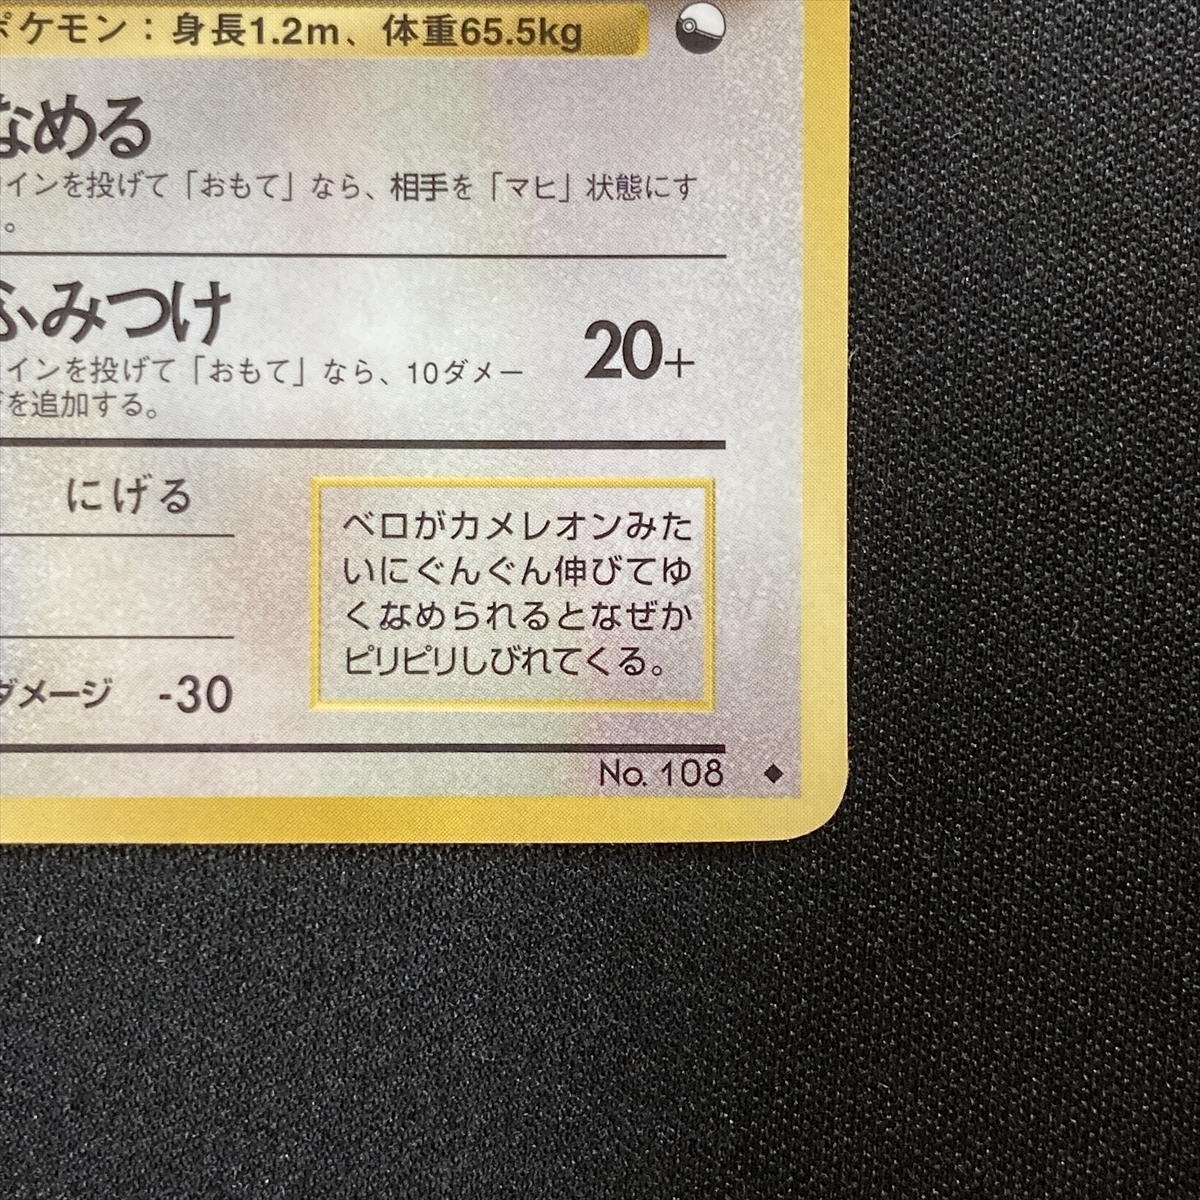 ポケモン：身長1.2m、体重65.5kg
なめる
コインを投げて「おもて」なら、相手を「マヒ」状態にす
。
ふみつけ
20+
コインを投げて「おもて」なら、10ダメー
ジを追加する。
にげる
ダメージ -30
ベロがカメレオンみた
いにぐんぐん伸びてゆ
くなめられるとなぜか
ピリピリしびれてくる。
No. 108 ◆